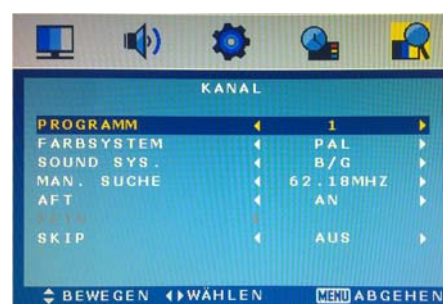 KANAL
PROGRAMM 1
FARBSYSTEM PAL
SOUND SYS. B/G
MAN. SUCHE 62.18MHZ
AFT AN
SKIP AUS
BEWEGEN WÄHLEN MENU ABGEHEN